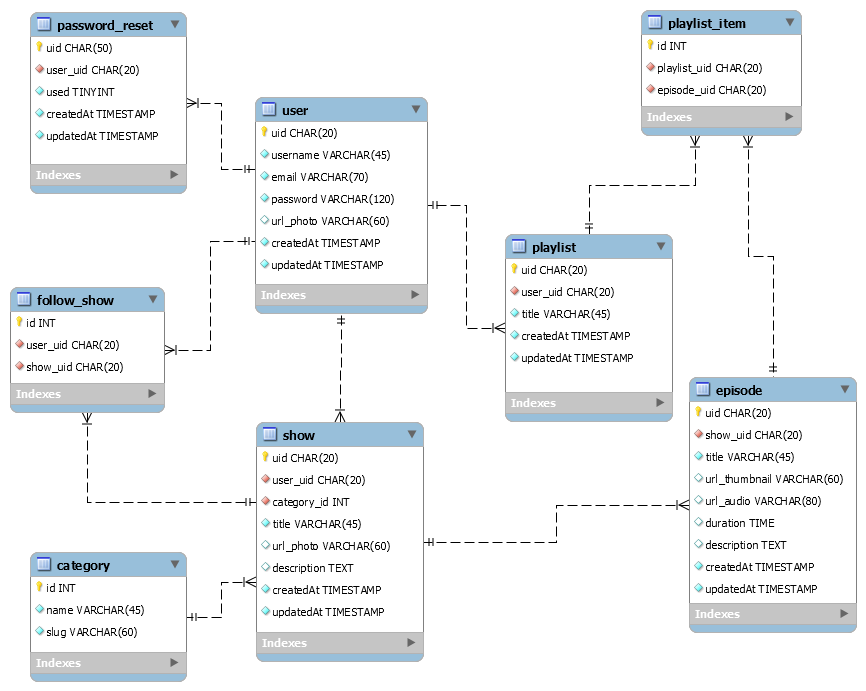 password_reset
uid CHAR(50)
user_uid CHAR(20)
used TINYINT
createdAt TIMESTAMP
updatedAt TIMESTAMP
Indexes
user
uid CHAR(20)
username VARCHAR(45)
email VARCHAR(70)
password VARCHAR(120)
url_photo VARCHAR(60)
createdAt TIMESTAMP
updatedAt TIMESTAMP
Indexes
playlist_item
id INT
playlist_uid CHAR(20)
episode_uid CHAR(20)
Indexes
playlist
uid CHAR(20)
user_uid CHAR(20)
title VARCHAR(45)
createdAt TIMESTAMP
updatedAt TIMESTAMP
Indexes
follow_show
id INT
user_uid CHAR(20)
show_uid CHAR(20)
Indexes
show
uid CHAR(20)
user_uid CHAR(20)
category_id INT
title VARCHAR(45)
url_photo VARCHAR(60)
description TEXT
createdAt TIMESTAMP
updatedAt TIMESTAMP
Indexes
episode
uid CHAR(20)
show_uid CHAR(20)
title VARCHAR(45)
url_thumbnail VARCHAR(60)
url_audio VARCHAR(80)
duration TIME
description TEXT
createdAt TIMESTAMP
updatedAt TIMESTAMP
Indexes
category
id INT
name VARCHAR(45)
slug VARCHAR(60)
Indexes